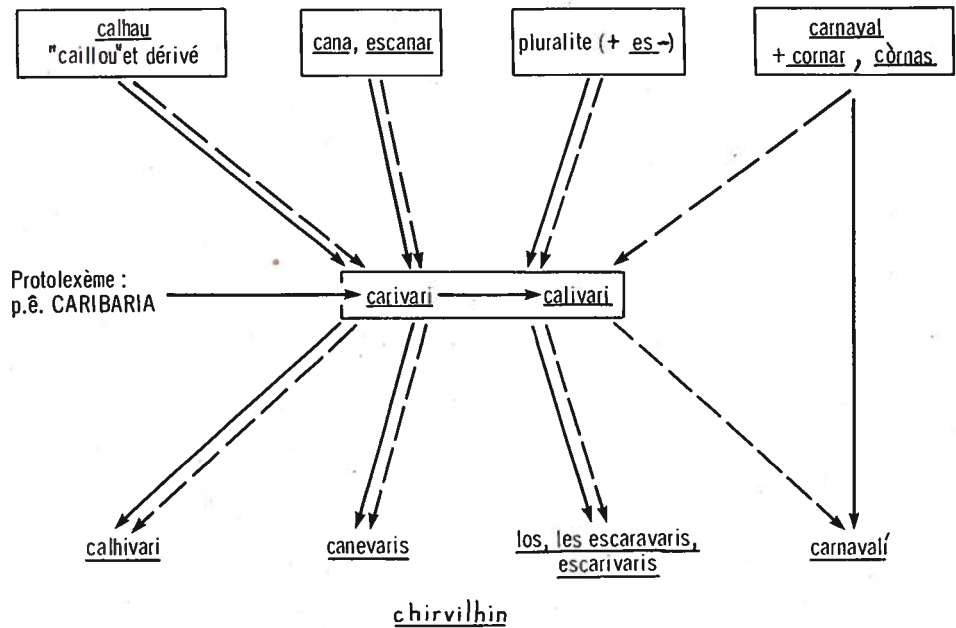 calhau
"caillou" et dérivé
cana, escanar
pluralite (+ es-)
carnaval
+ cornar, còrnas
Protolexème :
p.ê. CARIBARIA
carivari
calivari
calhivari
canevaris
los, les escaravaris,
escarivaris
carnavalí
chirvilhin